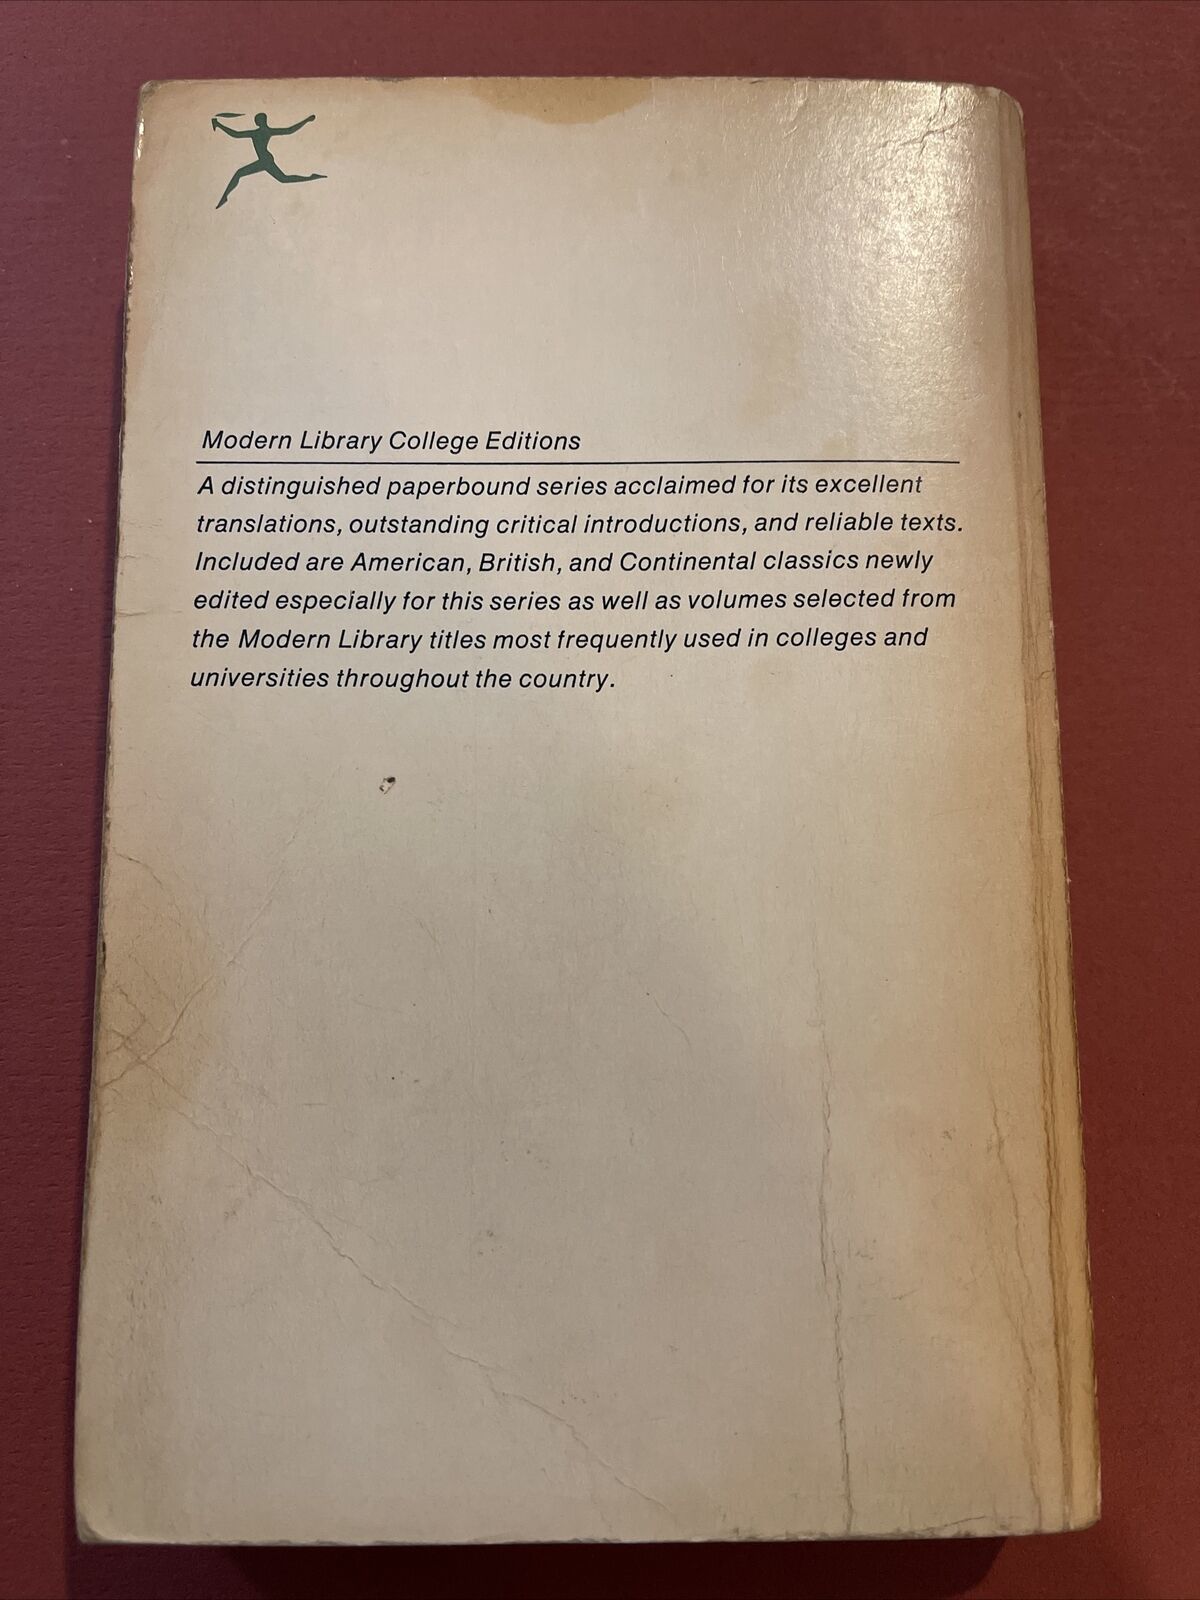 Modern Library College Editions
A distinguished paperbound series acclaimed for its excellent
translations, outstanding critical introductions, and reliable texts.
Included are American, British, and Continental classics newly
edited especially for this series as well as volumes selected from
the Modern Library titles most frequently used in colleges and
universities throughout the country.